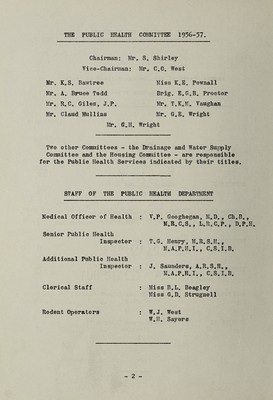 THE PUBLIC HEALTH COMMITTEE 1956-57.
Chairman: Mr. S. Shirley
Vice-Chairman: Mr. C.O. West
Mr. K.S. Bawtree Miss K.E. Pownall
Mr. A. Bruce Todd Brig. E.G.B. Proctor
Mr. R.C. Giles, J.P. Mr. T.K.M. Vaughan
Mr. Claud Mullins Mr. G.E. Wright
Mr. G.H. Wright
Two other Committees - the Drainage and Water Supply
Committee and the Housing Committee - are responsible
for the Public Health Services indicated by their titles.
STAFF OF THE PUBLIC HEALTH DEPARTMENT
Medical Officer of Health : V.P. Geoghegan, M.D., Ch.B.,
M.R.C.S., L.R.C.P., D.P.H.
Senior Public Health
Inspector : T.G. Henry, M.R.S.H.,
M.A.P.H.I., C.S.I.B.
Additional Public Health
Inspector : J. Saunders, A.R.S.H.,
M.A.P.H.I., C.S.I.B.
Clerical Staff : Miss B.L. Beagley
Miss G.D. Strugnell
Rodent Operators : W.J. West
W.H. Sayers
- 2 -